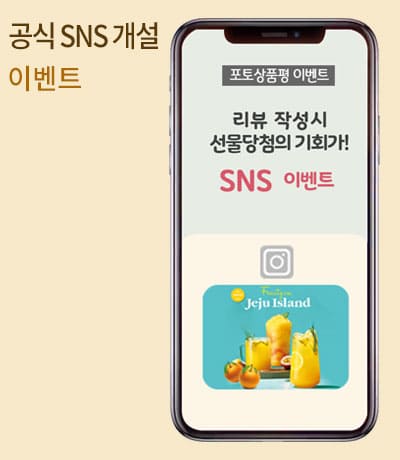 공식 SNS 개설
이벤트
포토상품평 이벤트
리뷰 작성시
선물당첨의 기회가!
SNS 이벤트
Jeju Island